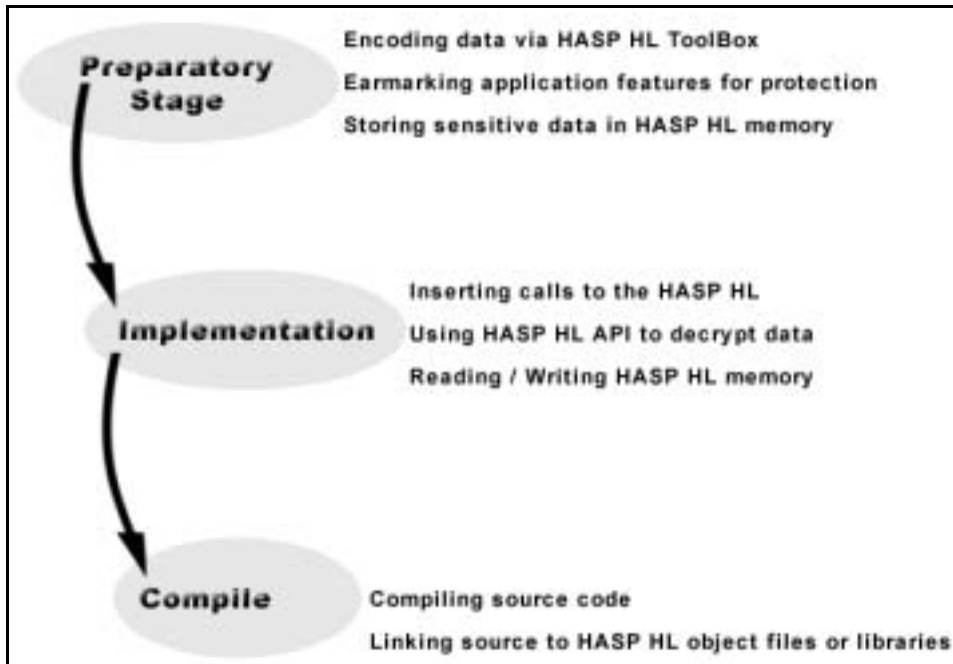 Preparatory
Stage
Encoding data via HASP HL ToolBox
Earmarking application features for protection
Storing sensitive data in HASP HL memory
Implementation
Inserting calls to the HASP HL
Using HASP HL API to decrypt data
Reading / Writing HASP HL memory
Compile
Compiling source code
Linking source to HASP HL object files or libraries